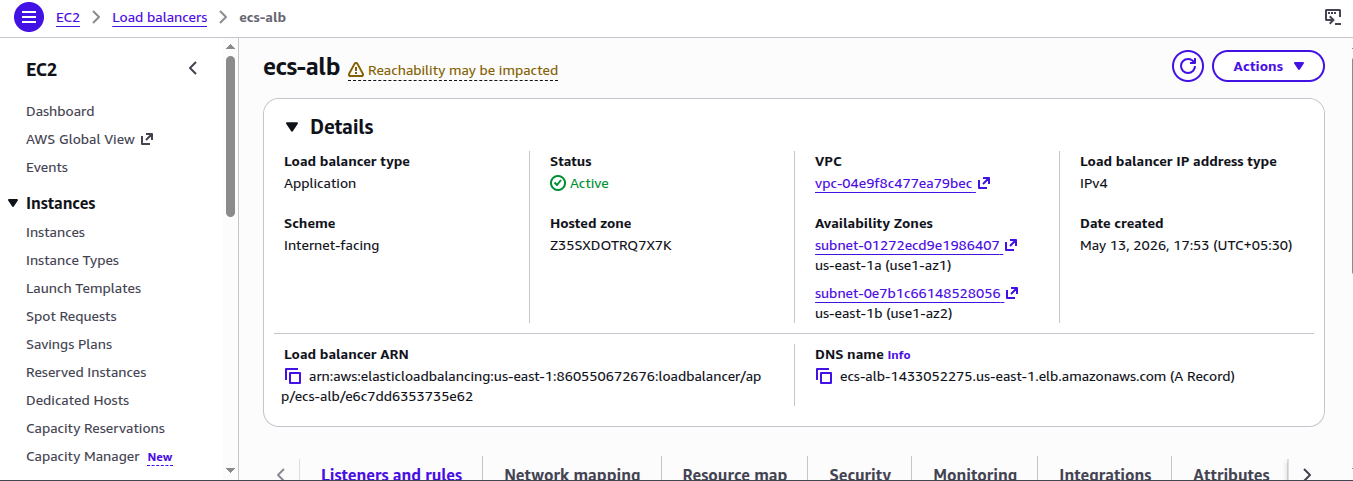 EC2 Load balancers ecs-alb
EC2
Dashboard
AWS Global View
Events
Instances
Instances
Instance Types
Launch Templates
Spot Requests
Savings Plans
Reserved Instances
Dedicated Hosts
Capacity Reservations
Capacity Manager New
ecs-alb Reachability may be impacted
Actions
Details
Load balancer type
Application
Status
Active
VPC
vpc-04e9f8c477ea79bec
Load balancer IP address type
IPv4
Scheme
Internet-facing
Hosted zone
Z35SXDOTRQ7X7K
Availability Zones
subnet-01272ecd9e1986407
us-east-1a (use1-az1)
subnet-0e7b1c66148528056
us-east-1b (use1-az2)
Date created
May 13, 2026, 17:53 (UTC+05:30)
Load balancer ARN
arn:aws:elasticloadbalancing:us-east-1:860550672676:loadbalancer/ap
p/ecs-alb/e6c7dd6353735e62
DNS name Info
ecs-alb-1433052275.us-east-1.elb.amazonaws.com (A Record)
Listeners and rules Network mapping Resource map Security Monitoring Integrations Attributes